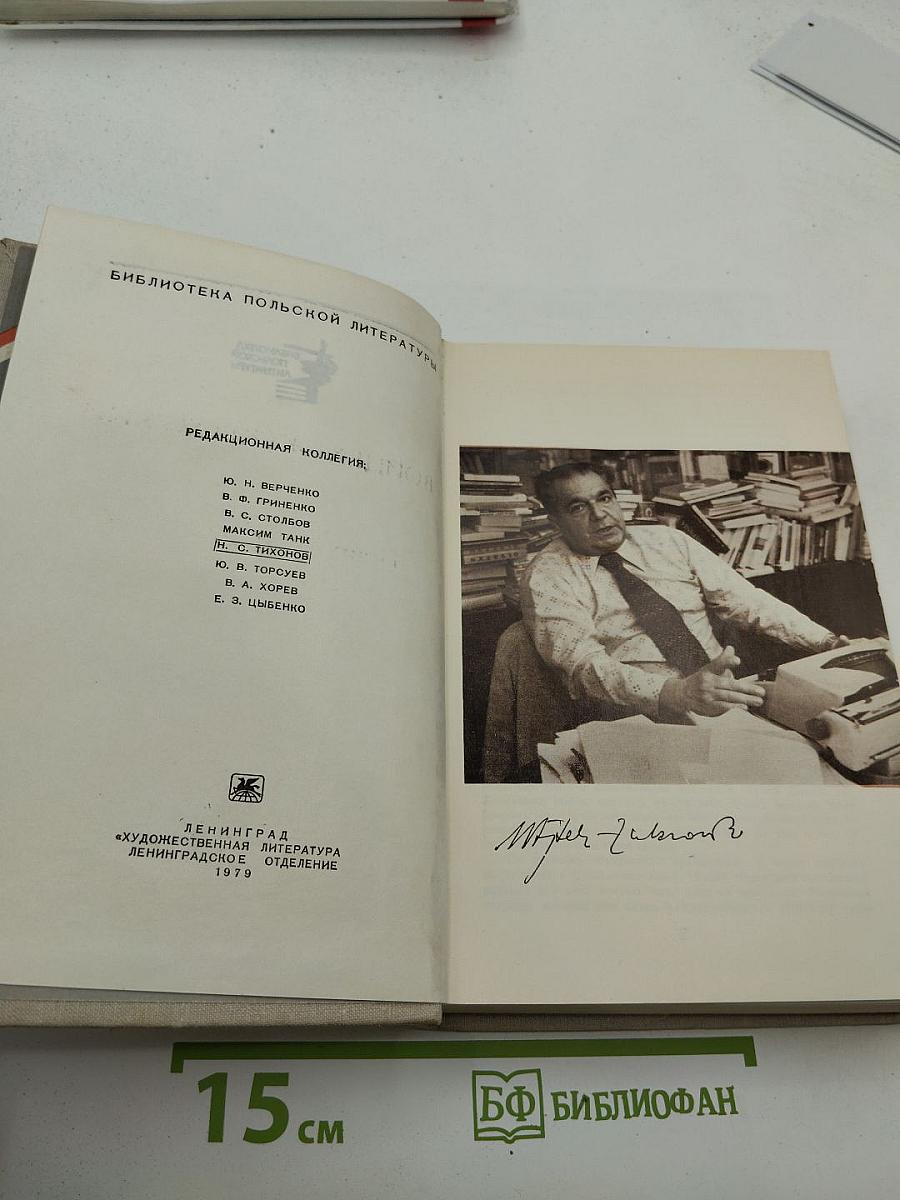 БИБЛИОТЕКА ПОЛЬСКОЙ ЛИТЕРАТУРЫ
РЕДАКЦИОННАЯ КОЛЛЕГИЯ:
Ю. Н. ВЕРЧЕНКО
В. Ф. ГРИНЕНКО
В. С. СТОЛБОВ
МАКСИМ ТАНК
Н. С. ТИХОНОВ
Ю. В. ТОРСУЕВ
В. А. ХОРЕВ
Е. З. ЦЫБЕНКО
ЛЕНИНГРАД
«ХУДОЖЕСТВЕННАЯ ЛИТЕРАТУРА
ЛЕНИНГРАДСКОЕ ОТДЕЛЕНИЕ
1979
15 см
БФ БИБЛИОФАН